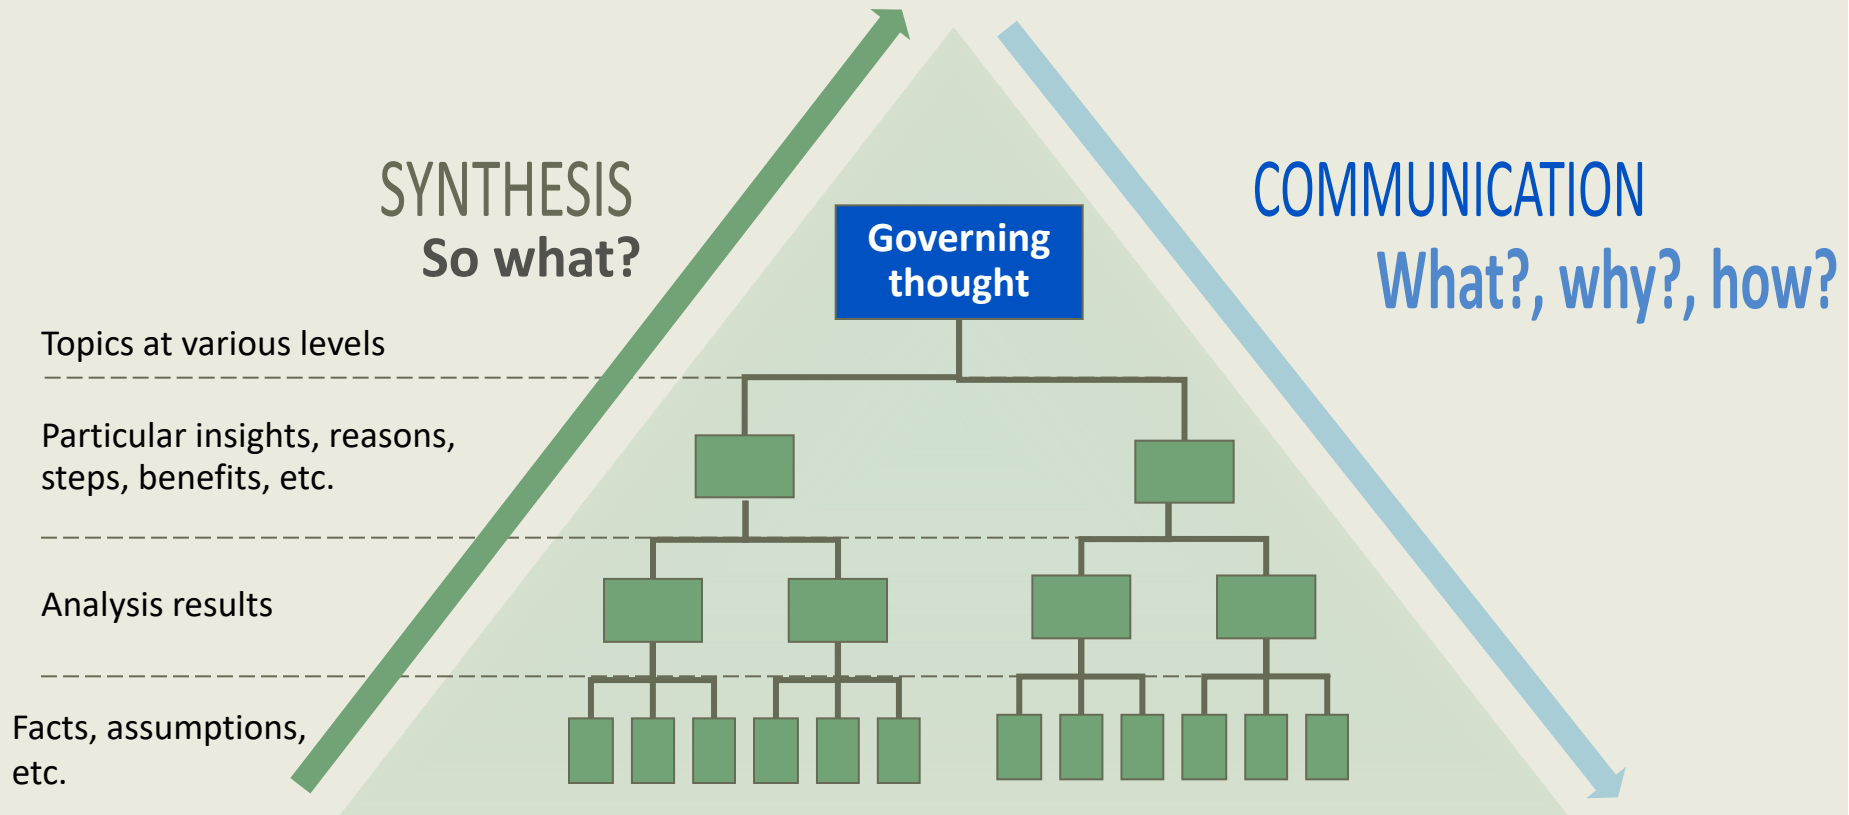 SYNTHESIS
So what?
COMMUNICATION
What?, why?, how?
Governing
thought
Topics at various levels
Particular insights, reasons,
steps, benefits, etc.
Analysis results
Facts, assumptions,
etc.